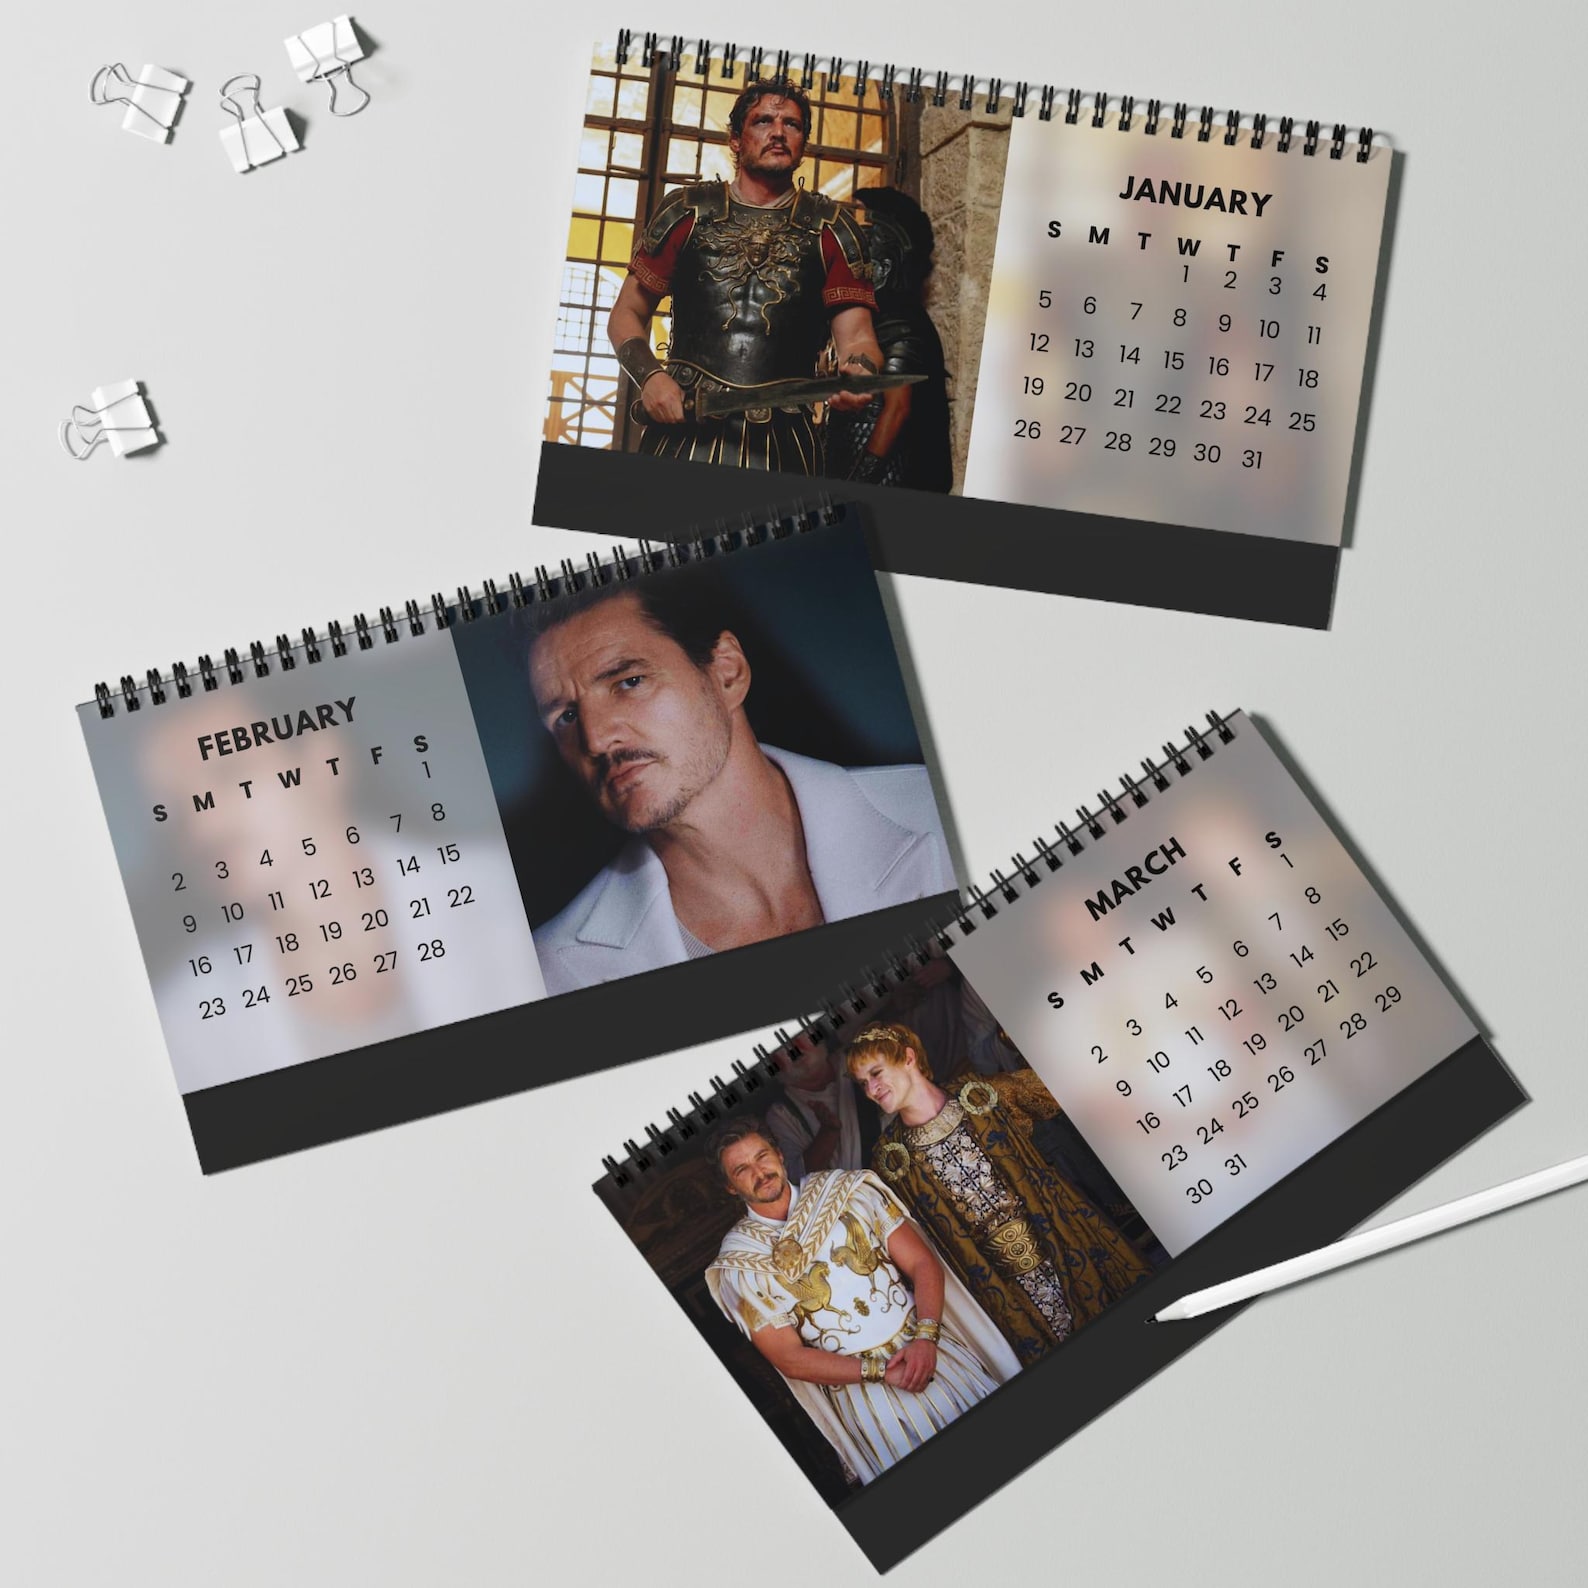 JANUARY
S M T W T F S
1 2 3 4
5 6 7 8 9 10 11
12 13 14 15 16 17 18
19 20 21 22 23 24 25
26 27 28 29 30 31
FEBRUARY
S M T W T F S
1
2 3 4 5 6 7 8
9 10 11 12 13 14 15
16 17 18 19 20 21 22
23 24 25 26 27 28
MARCH
S M T W T F S
1
2 3 4 5 6 7 8
9 10 11 12 13 14 15
16 17 18 19 20 21 22
23 24 25 26 27 28 29
30 31